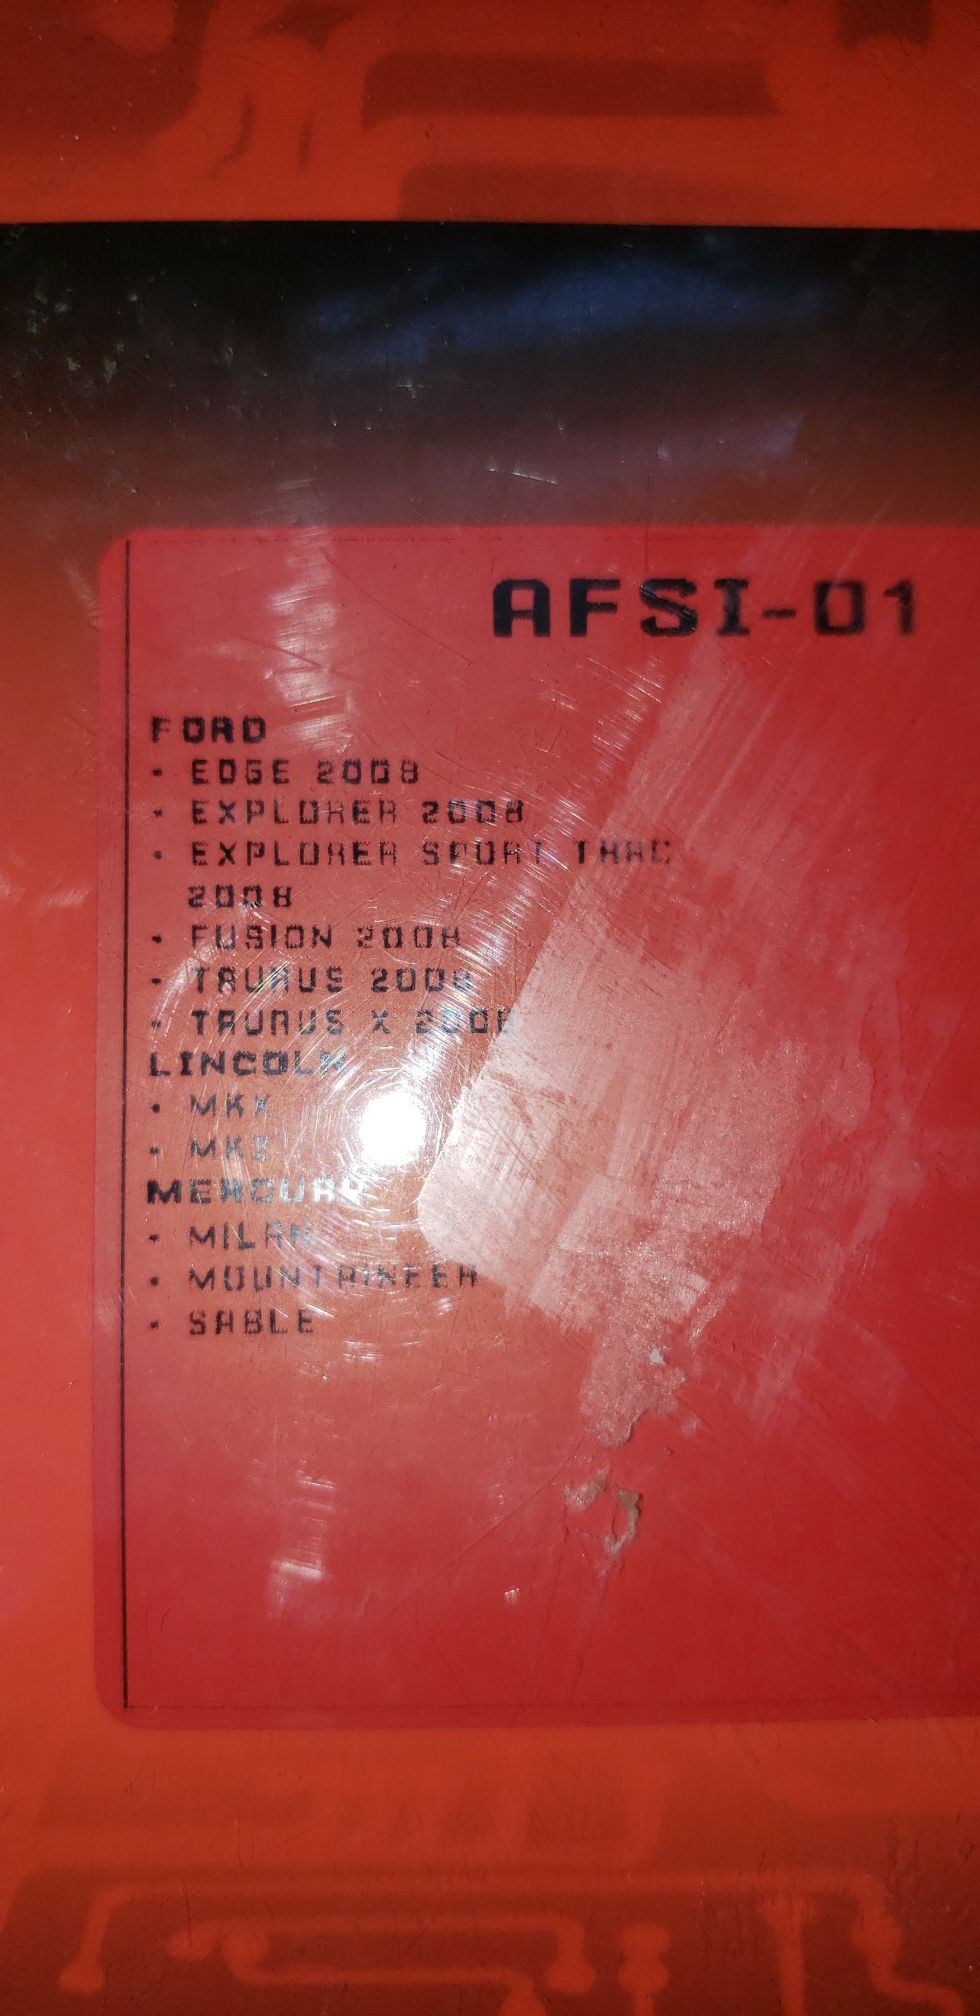 AFSI-01
FORD
- EDGE 2008
- EXPLORER 2008
- EXPLORER SPORT TRAC
2008
- FUSION 2008
- TAURUS 2008
- TAURUS X 2008
LINCOLN
- MKX
- MKZ
MERCURY
- MILAN
- MOUNTAINEER
- SABLE